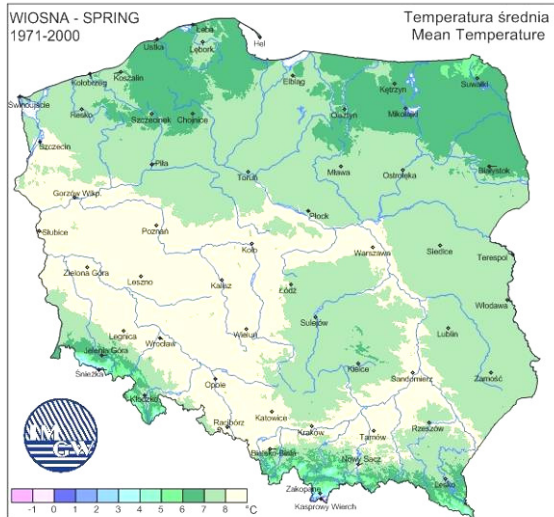 WIOSNA - SPRING
1971-2000
Temperatura średnia
Mean Temperature
Łeba
Hel
Ustka
Lębork
Koszalin
Kołobrzeg
Elbląg
Kętrzyn
Suwałki
Świnoujście
Resko
Szczecinek
Chojnice
Olsztyn
Mikołajki
Szczecin
Piła
Toruń
Mława
Ostrołęka
Białystok
Gorzów Wlkp.
Płock
Słubice
Poznań
Koło
Warszawa
Siedlce
Terespol
Zielona Góra
Leszno
Kalisz
Łódź
Włodawa
Legnica
Wrocław
Wieluń
Sulejów
Lublin
Jelenia Góra
Śnieżka
Opole
Kielce
Sandomierz
Zamość
Kłodzko
Racibórz
Katowice
Kraków
Tarnów
Rzeszów
Bielsko-Biała
Nowy Sącz
Lesko
Zakopane
Kasprowy Wierch
IMGW
-1 0 1 2 3 4 5 6 7 8 °C